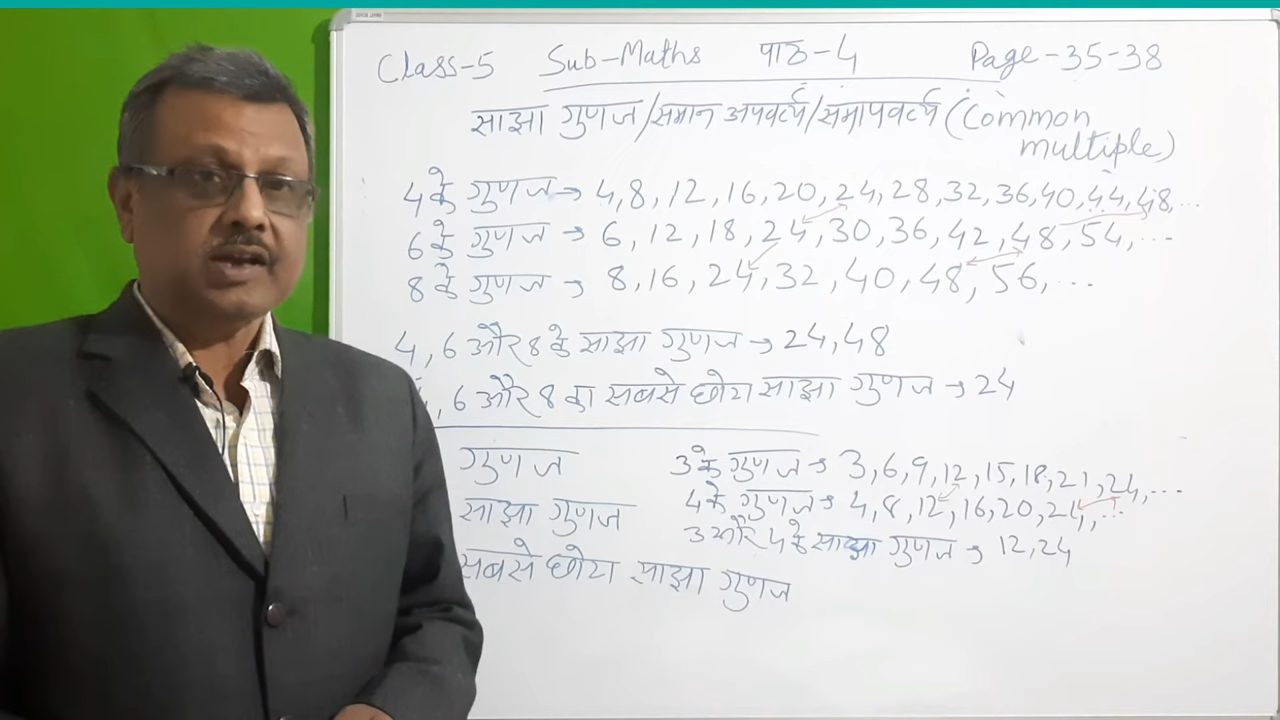 Class-5 Sub-Maths पाठ-4 Page-35-38
साझा गुणज/समान अपवर्त्य/समापवर्त्य (Common multiple)
4 के गुणज → 4, 8, 12, 16, 20, 24, 28, 32, 36, 40, 44, 48, ...
6 के गुणज → 6, 12, 18, 24, 30, 36, 42, 48, 54, ...
8 के गुणज → 8, 16, 24, 32, 40, 48, 56, ...
4, 6 और 8 के साझा गुणज → 24, 48
, 6 और 8 का सबसे छोटा साझा गुणज → 24
गुणज
साझा गुणज
सबसे छोटा साझा गुणज
3 के गुणज → 3, 6, 9, 12, 15, 18, 21, 24, ...
4 के गुणज → 4, 8, 12, 16, 20, 24, ...
3 और 4 के साझा गुणज → 12, 24